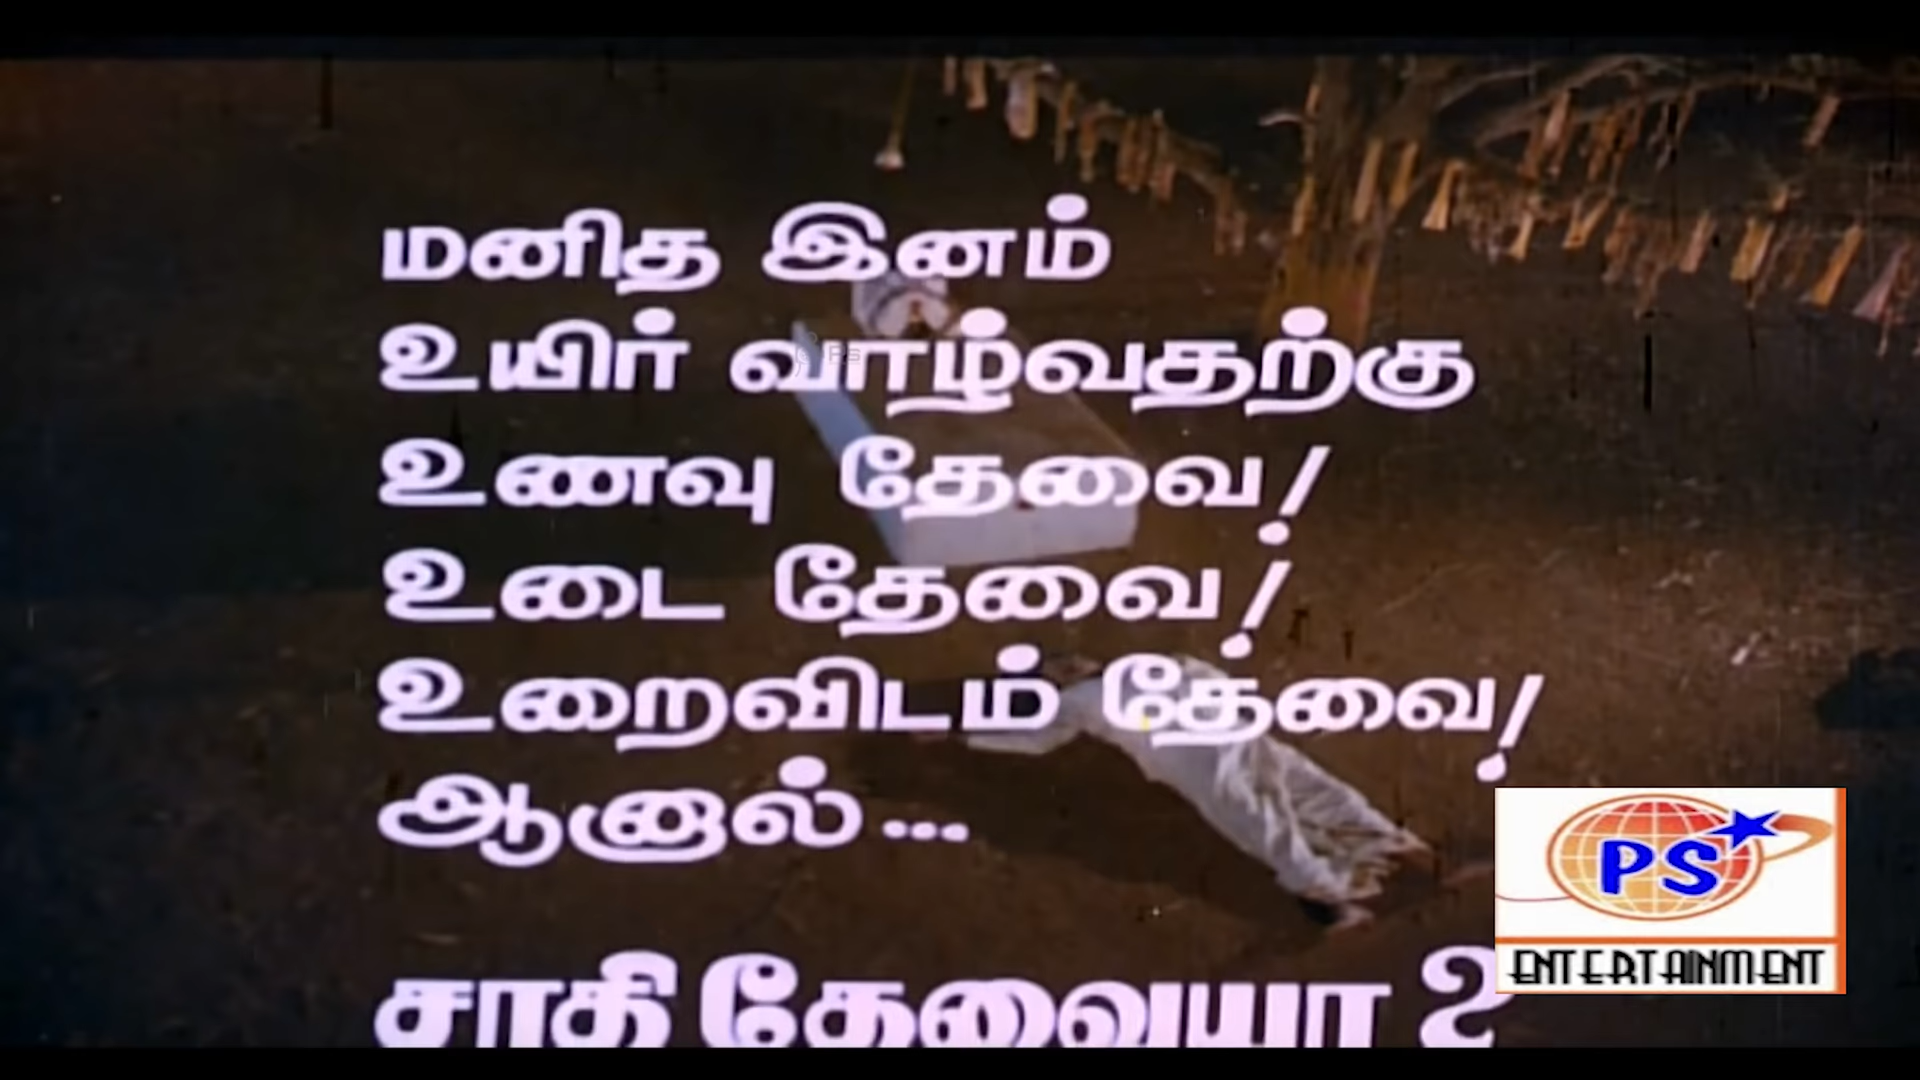 மனித இனம்
உயிர் வாழ்வதற்கு
உணவு தேவை!
உடை தேவை!
உறைவிடம் தேவை!
ஆனால்...
சாதி தேவையா?
PS
ENTERTAINMENT